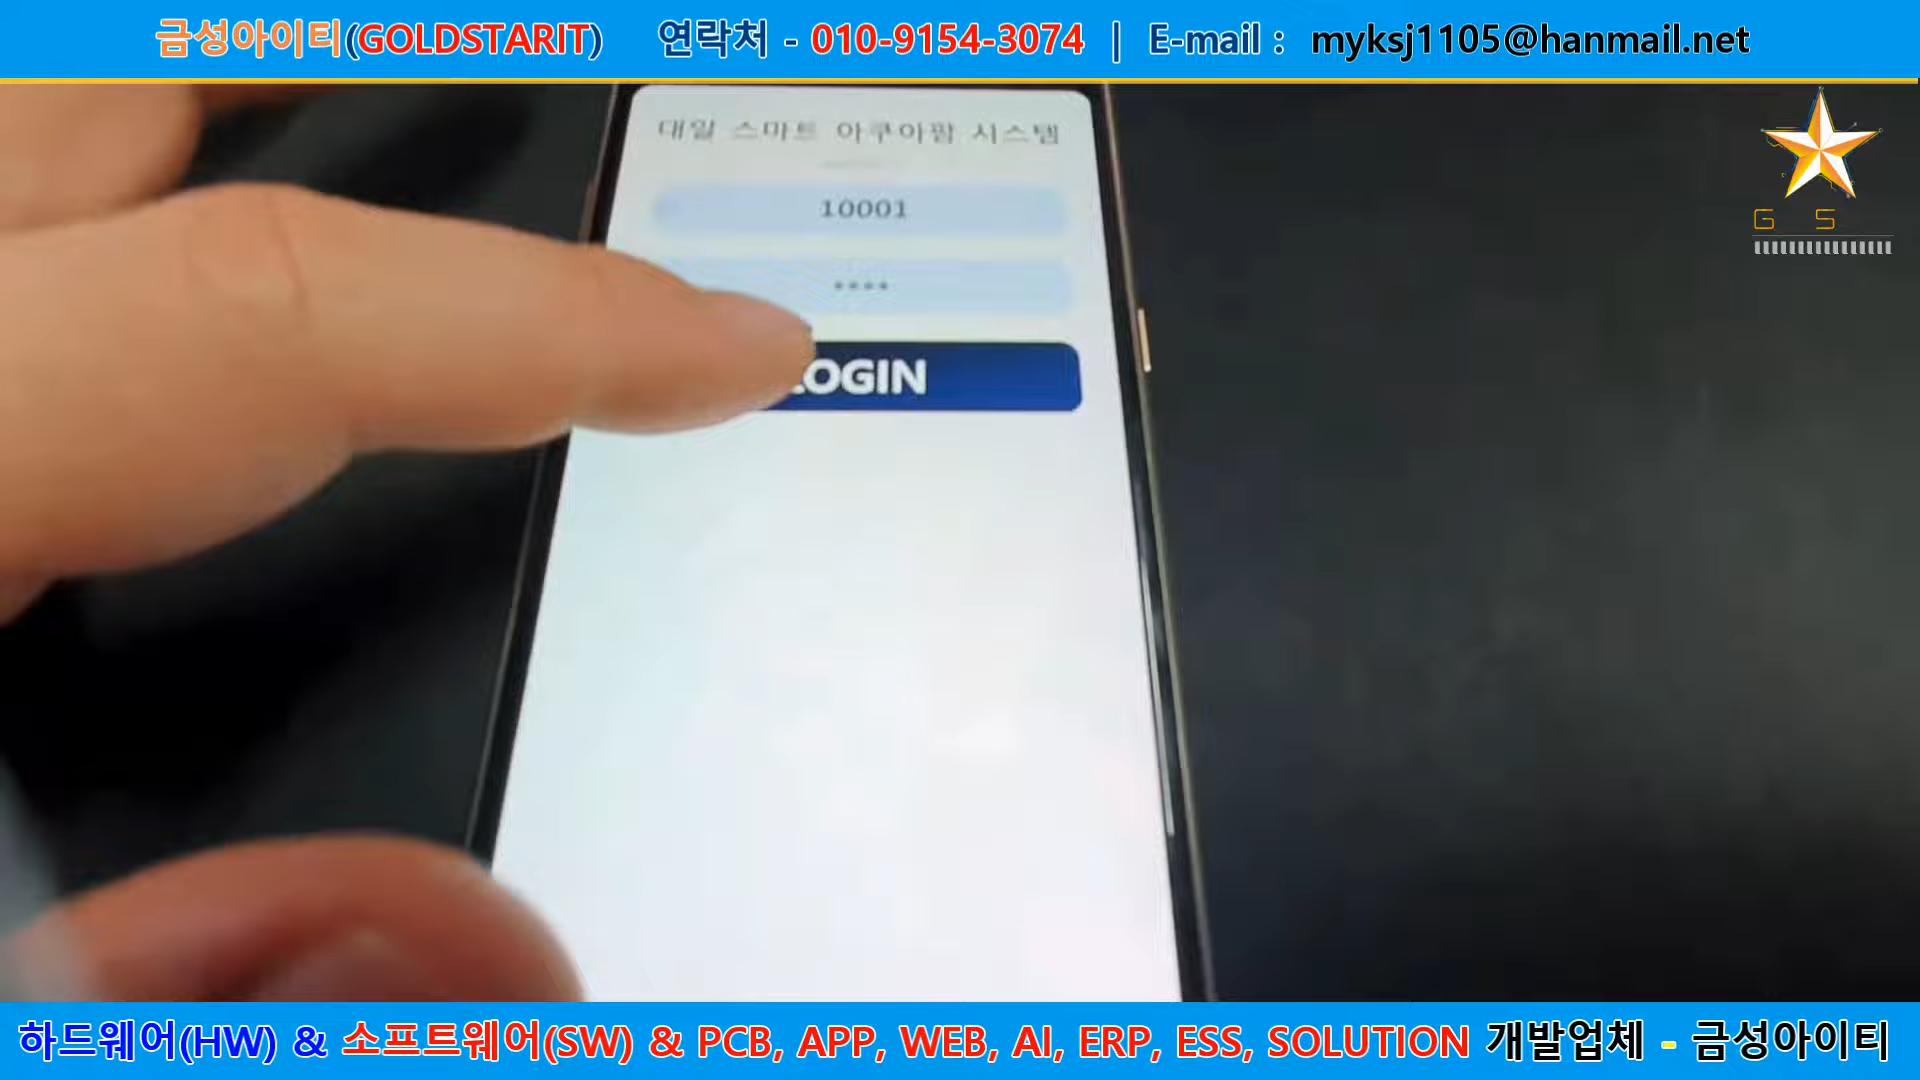 금성아이티(GOLDSTARIT) 연락처 - 010-9154-3074 | E-mail : myksj1105@hanmail.net
대일 스마트 아쿠아팜 시스템
10001
••••
LOGIN
G S
하드웨어(HW) & 소프트웨어(SW) & PCB, APP, WEB, AI, ERP, ESS, SOLUTION 개발업체 - 금성아이티